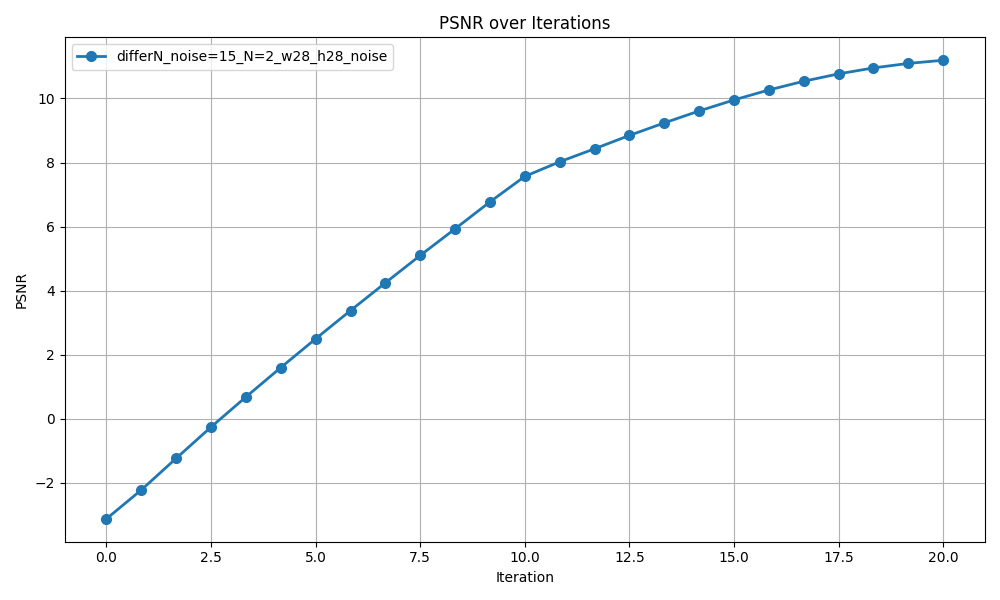 PSNR over Iterations
differN_noise=15_N=2_w28_h28_noise
PSNR
10
8
6
4
2
0
−2
0.0 2.5 5.0 7.5 10.0 12.5 15.0 17.5 20.0
Iteration